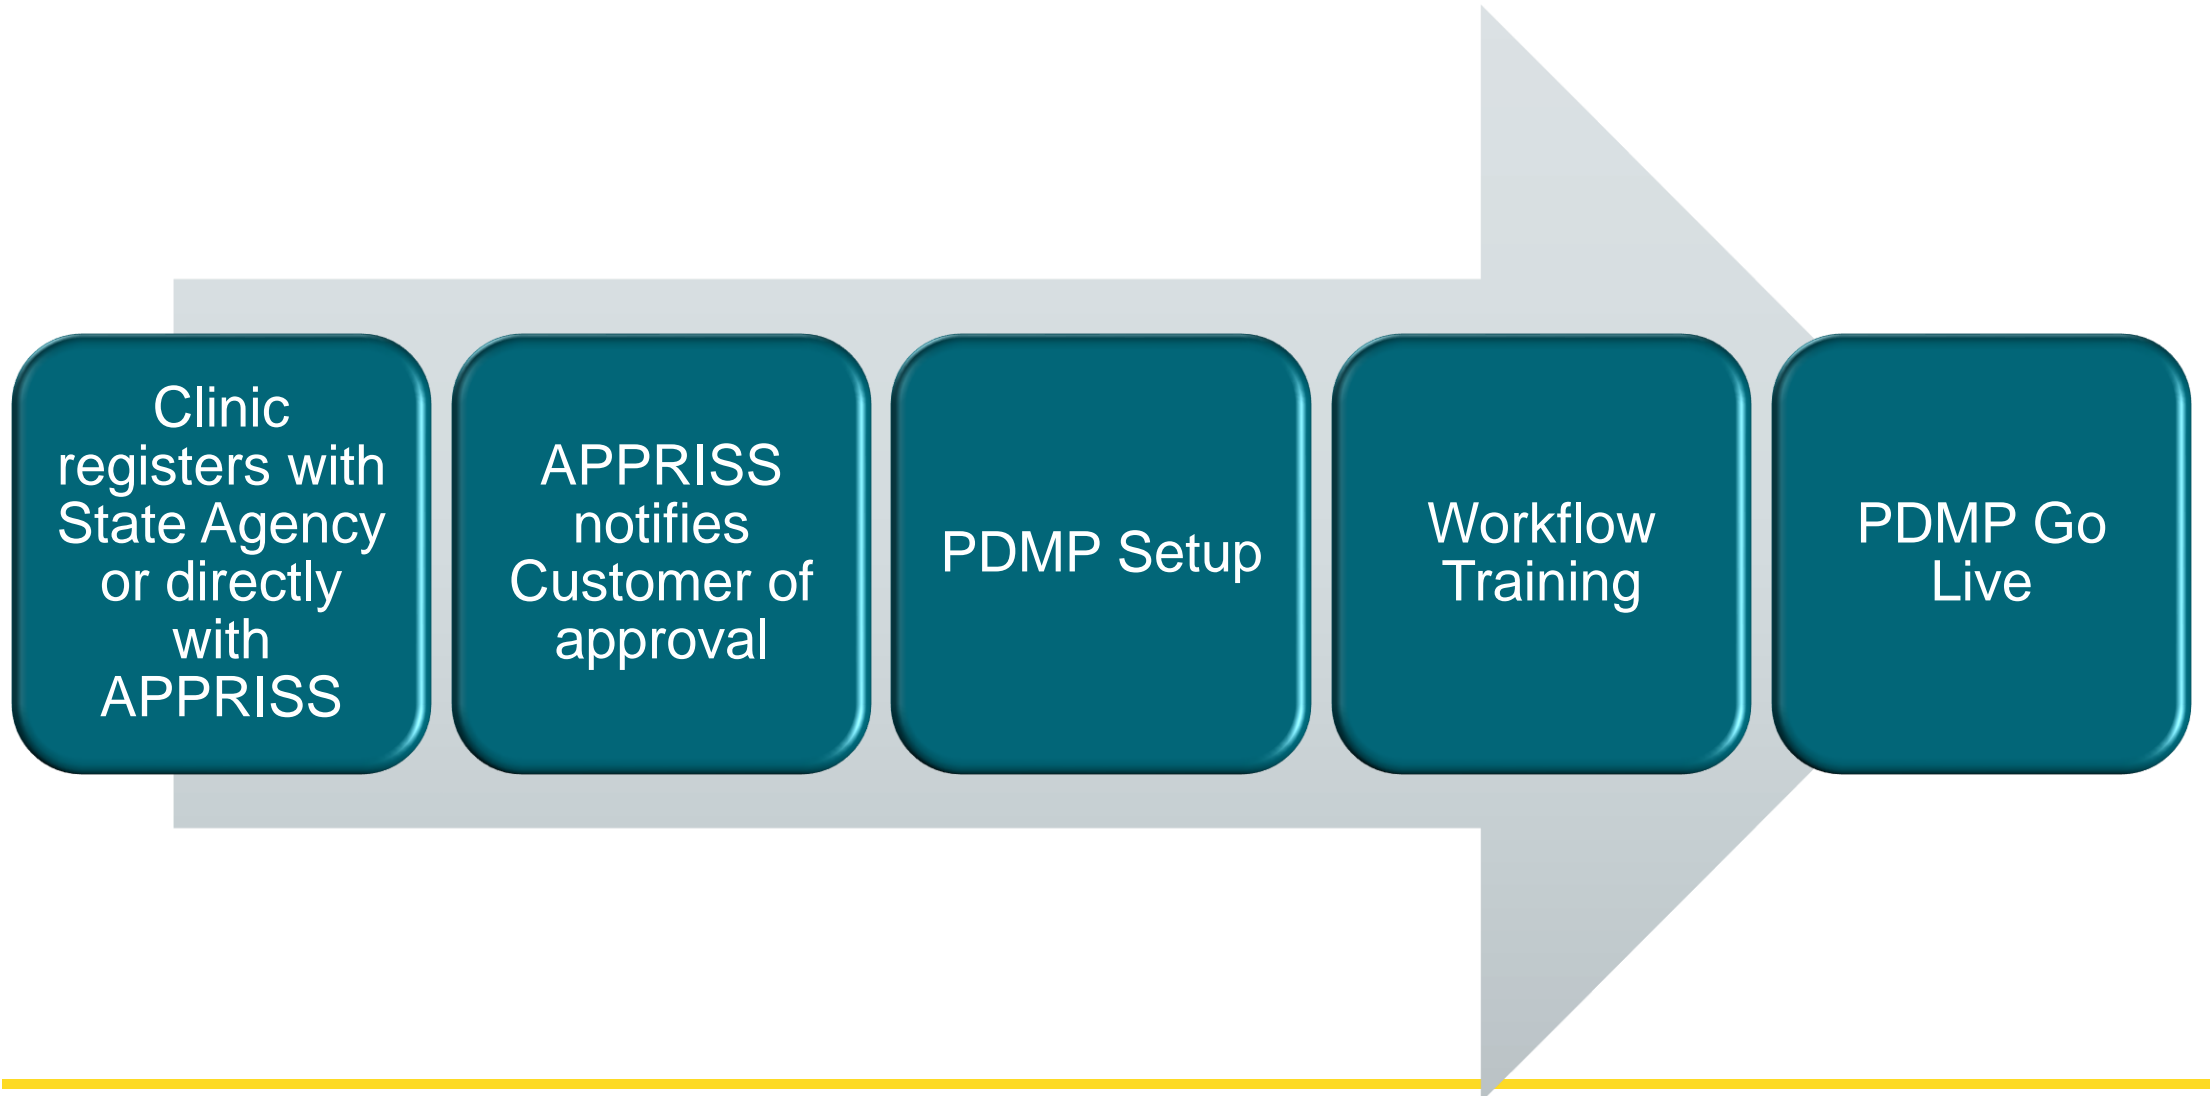 Clinic
registers with
State Agency
or directly
with
APPRISS
APPRISS
notifies
Customer of
approval
PDMP Setup
Workflow
Training
PDMP Go
Live